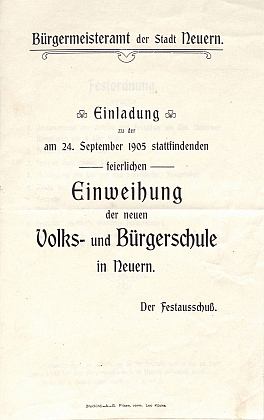 Bürgermeisteramt der Stadt Neuern.
Festordnung.
Einladung
zu der
am 24. September 1905 stattfindenden
feierlichen
Einweihung
der neuen
Volks- und Bürgerschule
in Neuern.
Der Festausschuß.